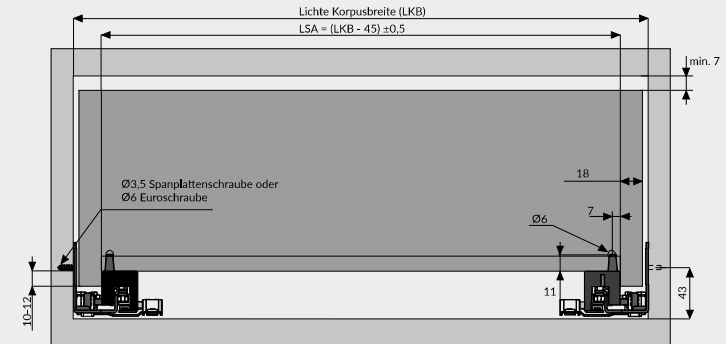 Lichte Korpusbreite (LKB)
LSA = (LKB - 45) ±0,5
min. 7
Ø3,5 Spanplattenschraube oder
Ø6 Euroschraube
18
7
Ø6
11
10-12
43